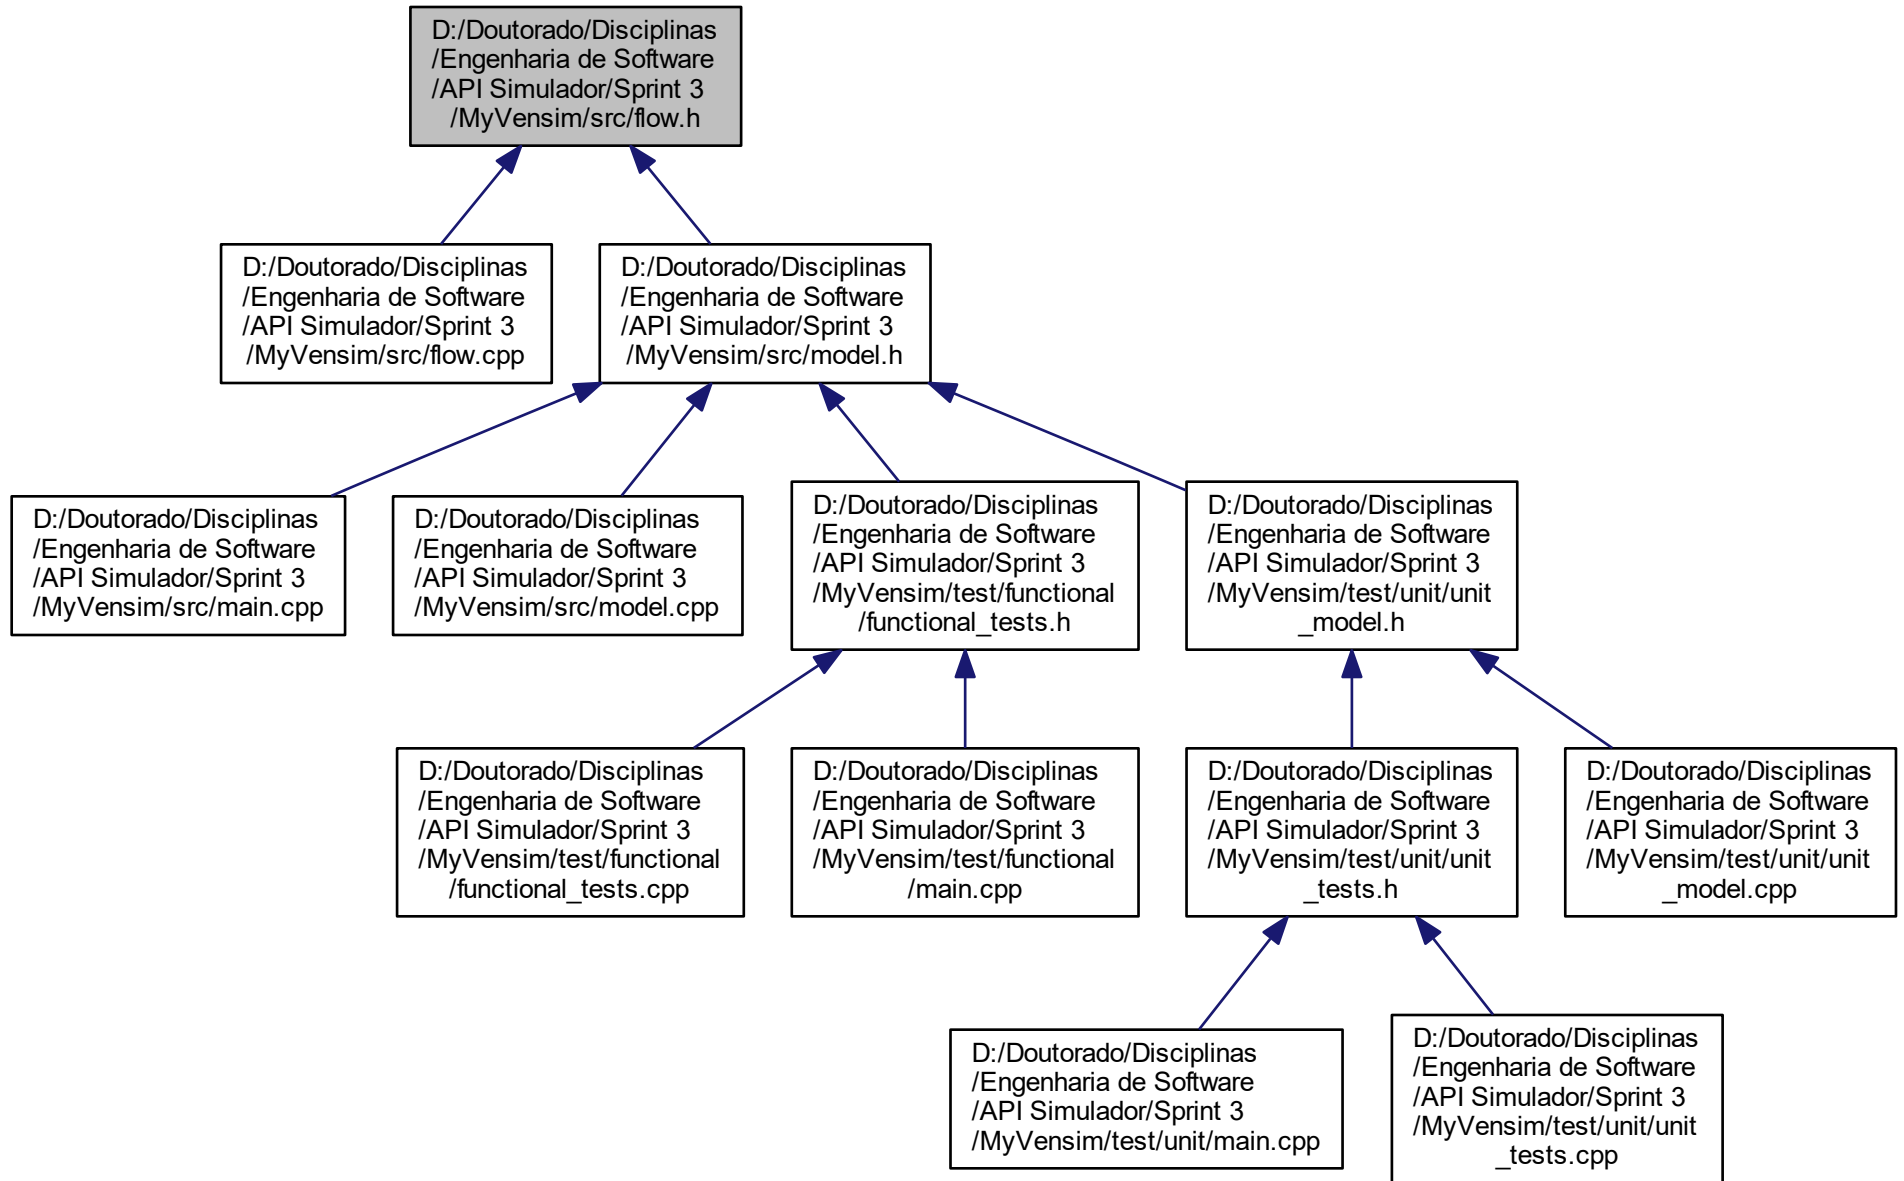 D:/Doutorado/Disciplinas
/Engenharia de Software
/API Simulador/Sprint 3
/MyVensim/src/flow.h
D:/Doutorado/Disciplinas
/Engenharia de Software
/API Simulador/Sprint 3
/MyVensim/src/flow.cpp
D:/Doutorado/Disciplinas
/Engenharia de Software
/API Simulador/Sprint 3
/MyVensim/src/model.h
D:/Doutorado/Disciplinas
/Engenharia de Software
/API Simulador/Sprint 3
/MyVensim/src/main.cpp
D:/Doutorado/Disciplinas
/Engenharia de Software
/API Simulador/Sprint 3
/MyVensim/src/model.cpp
D:/Doutorado/Disciplinas
/Engenharia de Software
/API Simulador/Sprint 3
/MyVensim/test/functional
/functional_tests.h
D:/Doutorado/Disciplinas
/Engenharia de Software
/API Simulador/Sprint 3
/MyVensim/test/unit/unit
_model.h
D:/Doutorado/Disciplinas
/Engenharia de Software
/API Simulador/Sprint 3
/MyVensim/test/functional
/functional_tests.cpp
D:/Doutorado/Disciplinas
/Engenharia de Software
/API Simulador/Sprint 3
/MyVensim/test/functional
/main.cpp
D:/Doutorado/Disciplinas
/Engenharia de Software
/API Simulador/Sprint 3
/MyVensim/test/unit/unit
_tests.h
D:/Doutorado/Disciplinas
/Engenharia de Software
/API Simulador/Sprint 3
/MyVensim/test/unit/unit
_model.cpp
D:/Doutorado/Disciplinas
/Engenharia de Software
/API Simulador/Sprint 3
/MyVensim/test/unit/main.cpp
D:/Doutorado/Disciplinas
/Engenharia de Software
/API Simulador/Sprint 3
/MyVensim/test/unit/unit
_tests.cpp